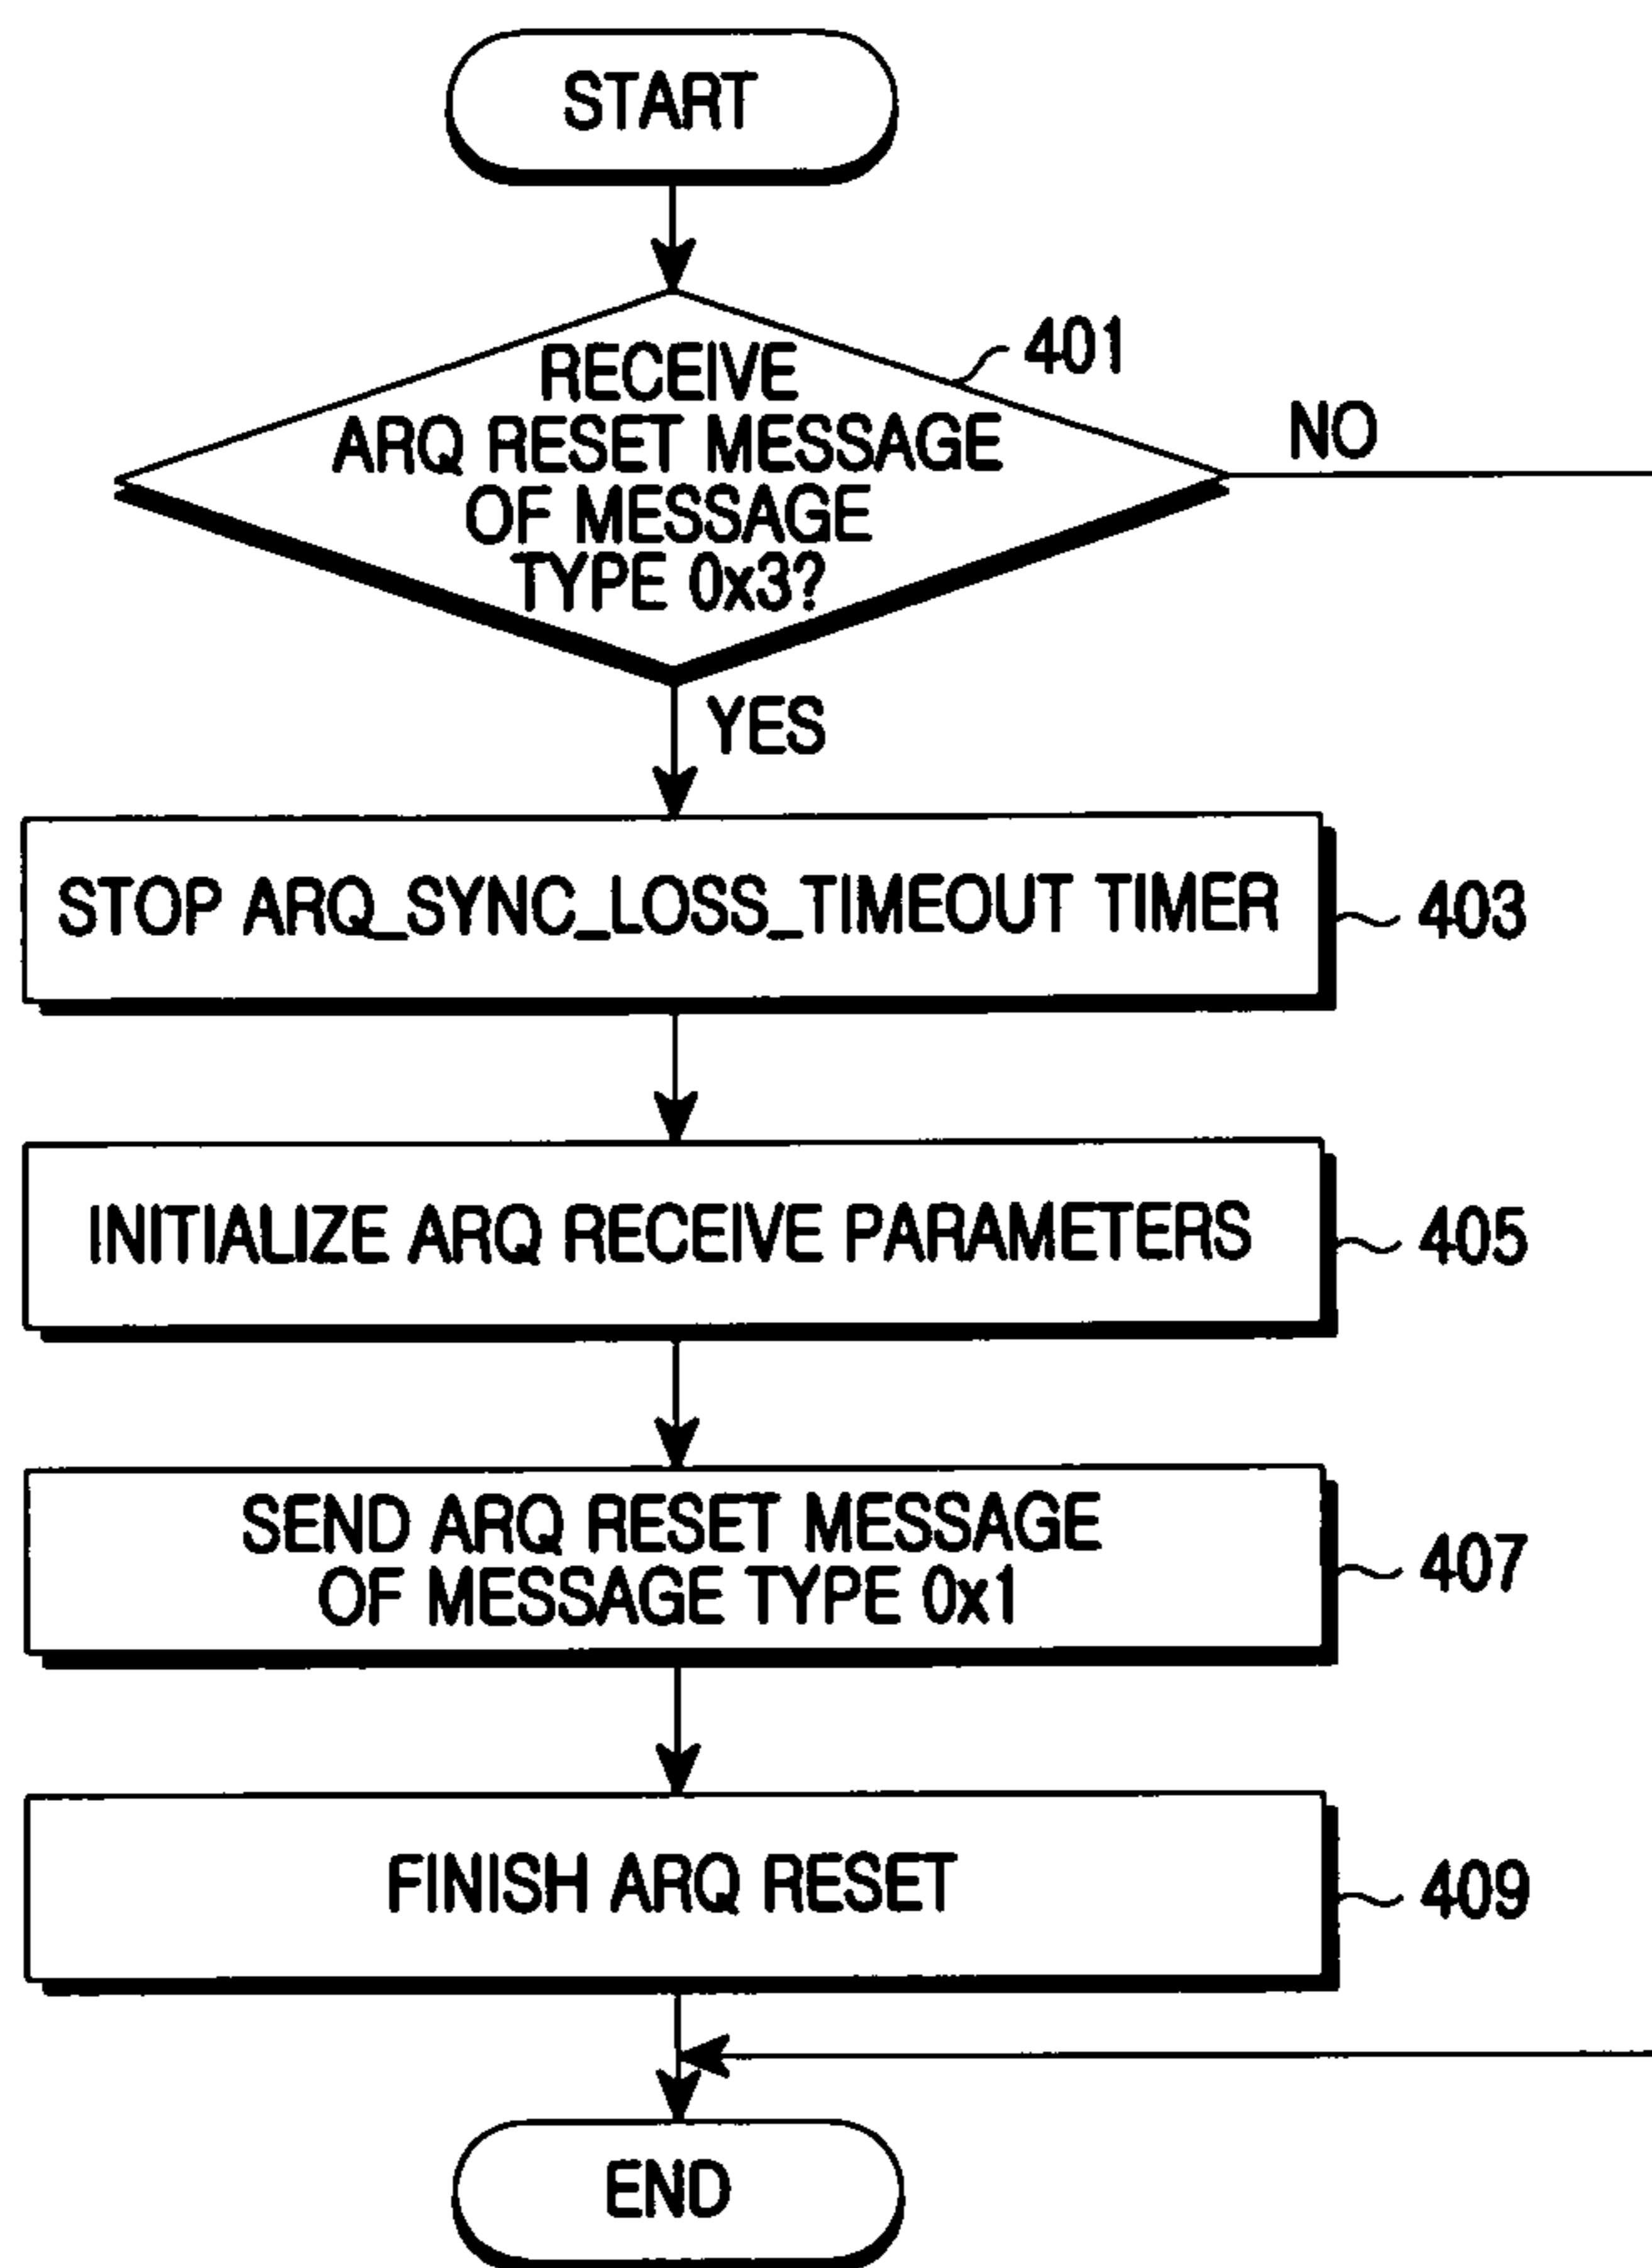 START
RECEIVE
ARQ RESET MESSAGE
OF MESSAGE
TYPE 0x3?
401
NO
YES
STOP ARQ_SYNC_LOSS_TIMEOUT TIMER
403
INITIALIZE ARQ RECEIVE PARAMETERS
405
SEND ARQ RESET MESSAGE
OF MESSAGE TYPE 0x1
407
FINISH ARQ RESET
409
END